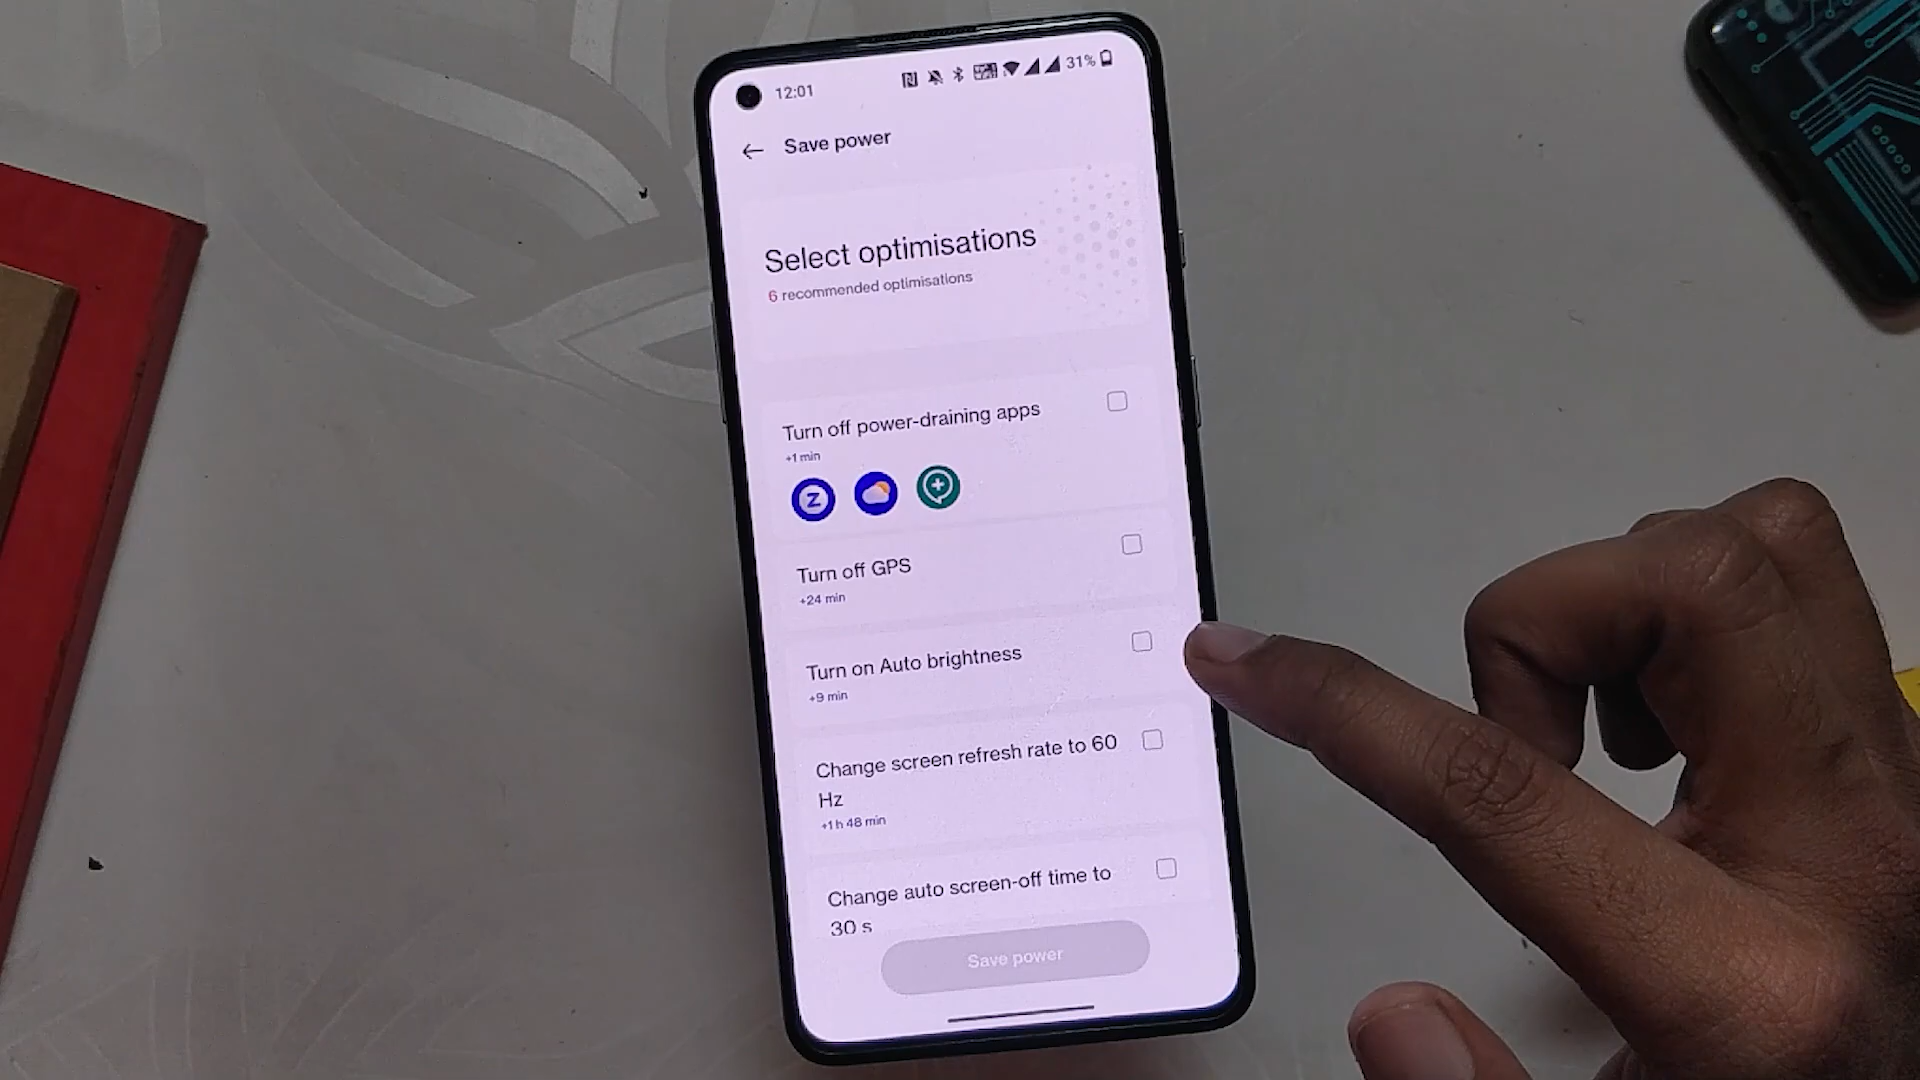 12:01
31%
Save power
Select optimisations
6 recommended optimisations
Turn off power-draining apps
+1 min
Z
Turn off GPS
+24 min
Turn on Auto brightness
+9 min
Change screen refresh rate to 60
Hz
+1 h 48 min
Change auto screen-off time to
30 s
Save power